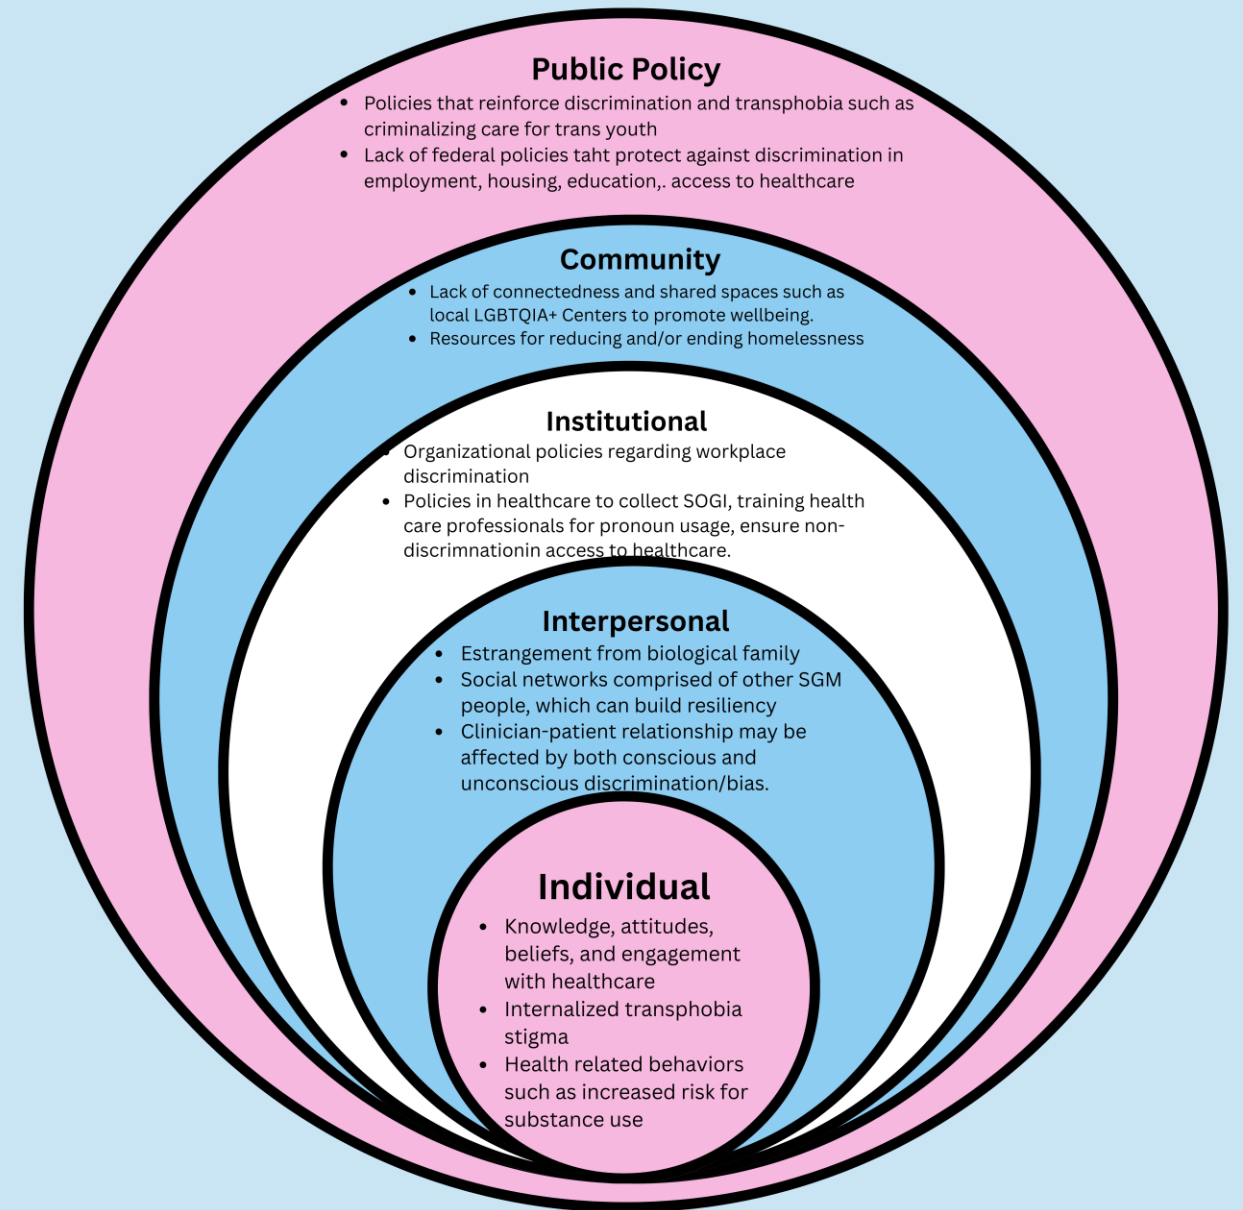 Public Policy
• Policies that reinforce discrimination and transphobia such as
criminalizing care for trans youth
• Lack of federal policies taht protect against discrimination in
employment, housing, education,. access to healthcare
Community
• Lack of connectedness and shared spaces such as
local LGBTQIA+ Centers to promote wellbeing.
• Resources for reducing and/or ending homelessness
Institutional
• Organizational policies regarding workplace
discrimination
• Policies in healthcare to collect SOGI, training health
care professionals for pronoun usage, ensure non-
discrimnationin access to healthcare.
Interpersonal
• Estrangement from biological family
• Social networks comprised of other SGM
people, which can build resiliency
• Clinician-patient relationship may be
affected by both conscious and
unconscious discrimination/bias.
Individual
• Knowledge, attitudes,
beliefs, and engagement
with healthcare
• Internalized transphobia
stigma
• Health related behaviors
such as increased risk for
substance use